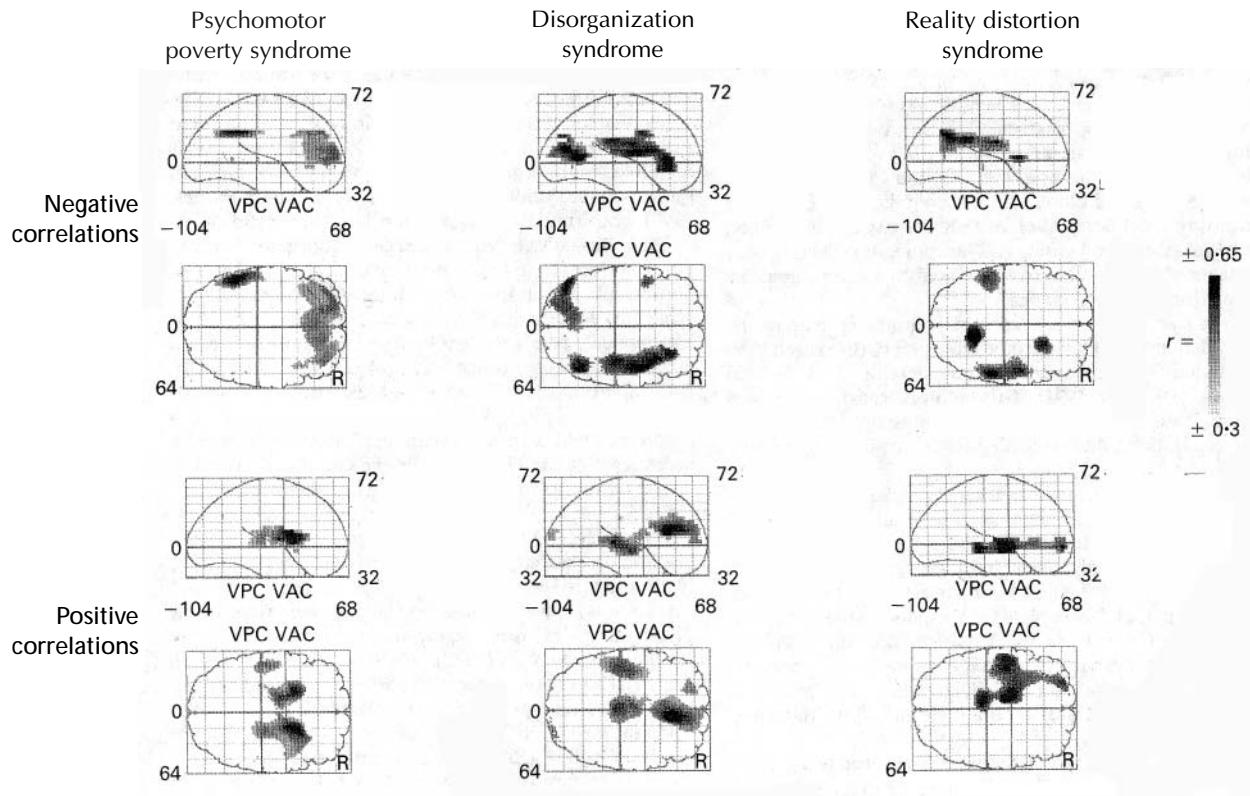 Psychomotor
poverty syndrome
Disorganization
syndrome
Reality distortion
syndrome
Negative
correlations
72
0
32
VPC VAC
−104
68
VPC VAC
0
64
R
72
0
32
VPC VAC
−104
68
VPC VAC
0
64
R
72
0
32
VPC VAC
−104
68
VPC VAC
0
64
R
± 0·65
r =
± 0·3
Positive
correlations
72
0
32
VPC VAC
−104
68
VPC VAC
0
64
R
72
0
32
32
VPC VAC
−104
68
VPC VAC
0
64
R
72
0
32
VPC VAC
−104
68
VPC VAC
0
64
R